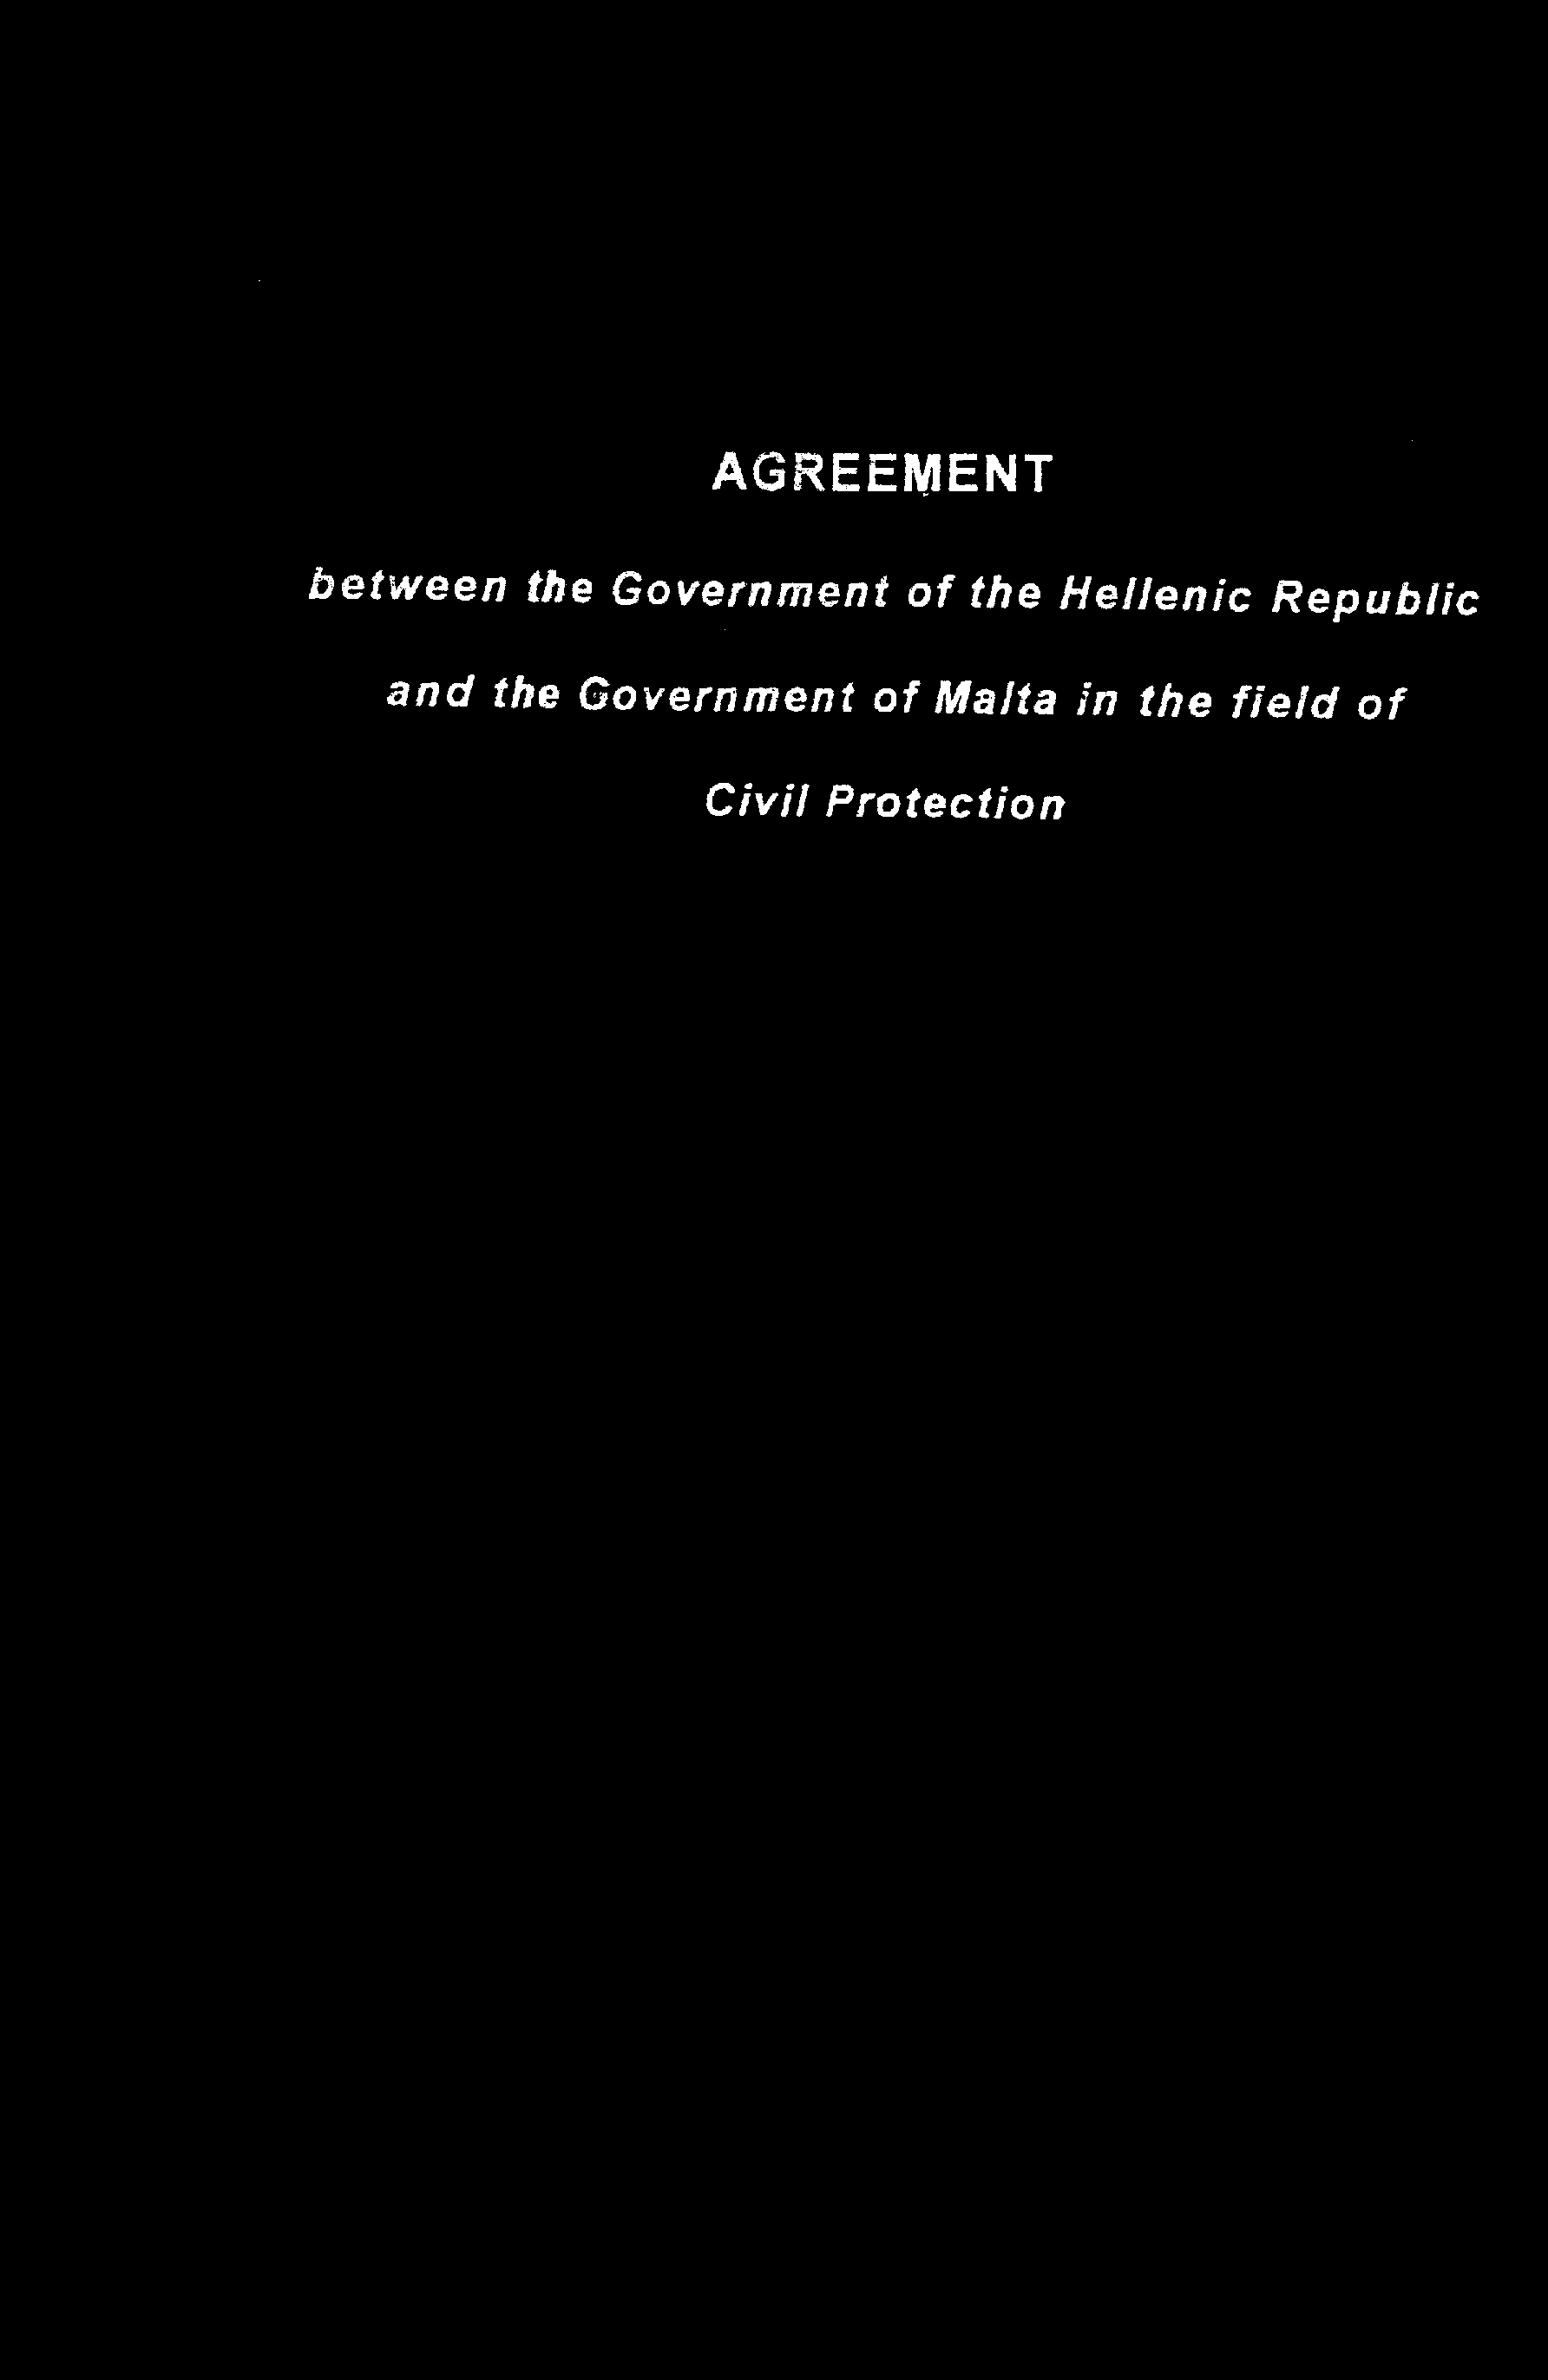 AGREEMENT
between the Government of the Hellenic Republic
and the Government of Malta in the field of
Civil Protection